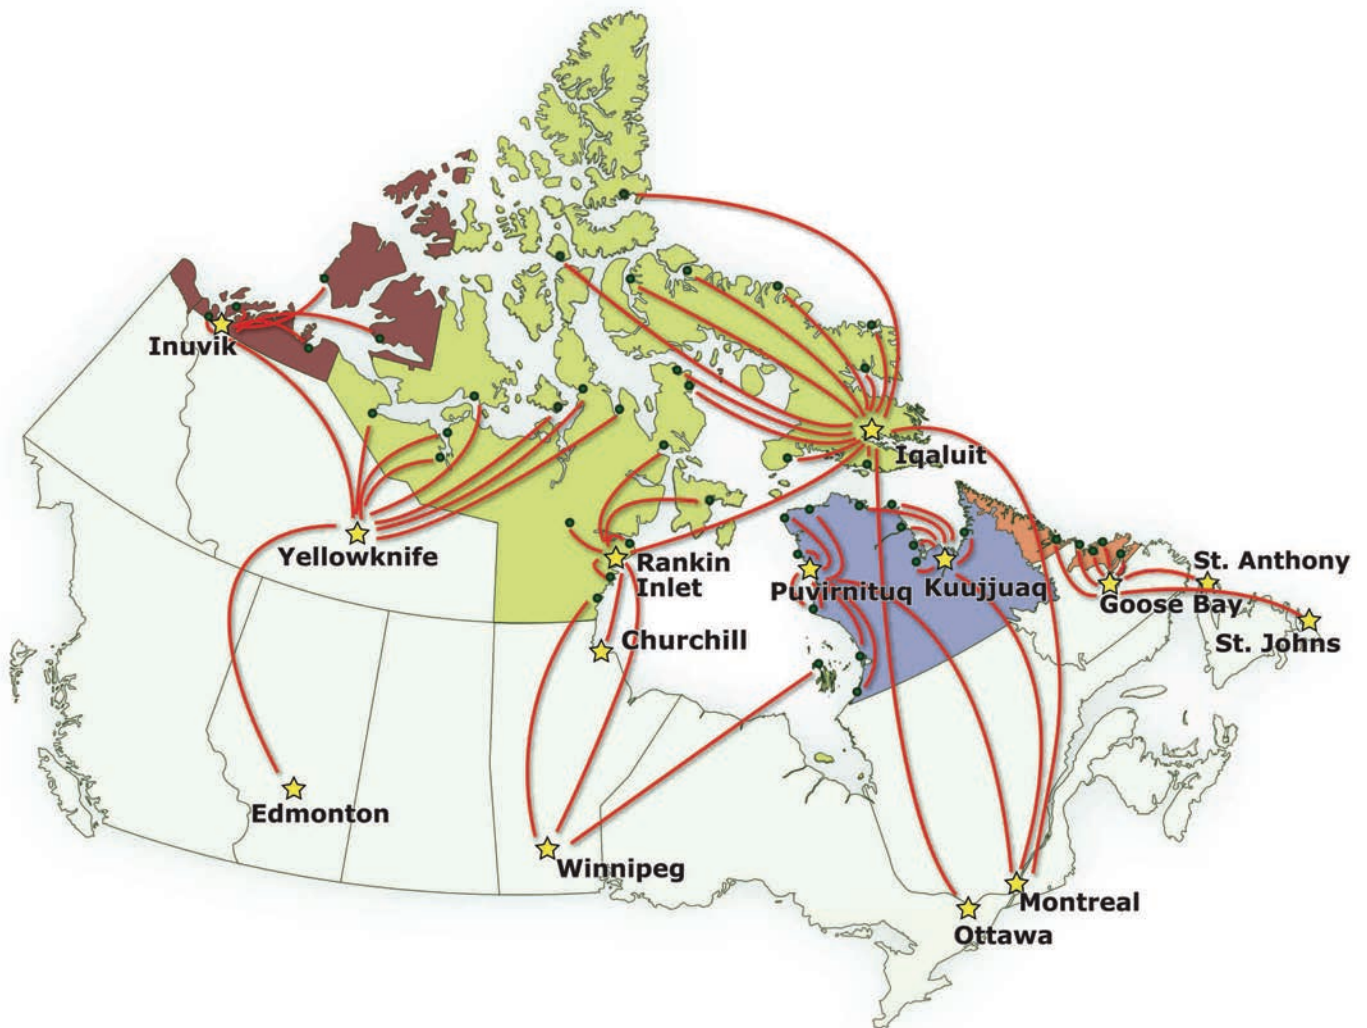 Inuvik
Iqaluit
Yellowknife
Rankin
Inlet
Puvirnituq
Kuujjuaq
St. Anthony
Goose Bay
St. Johns
Churchill
Edmonton
Winnipeg
Montreal
Ottawa